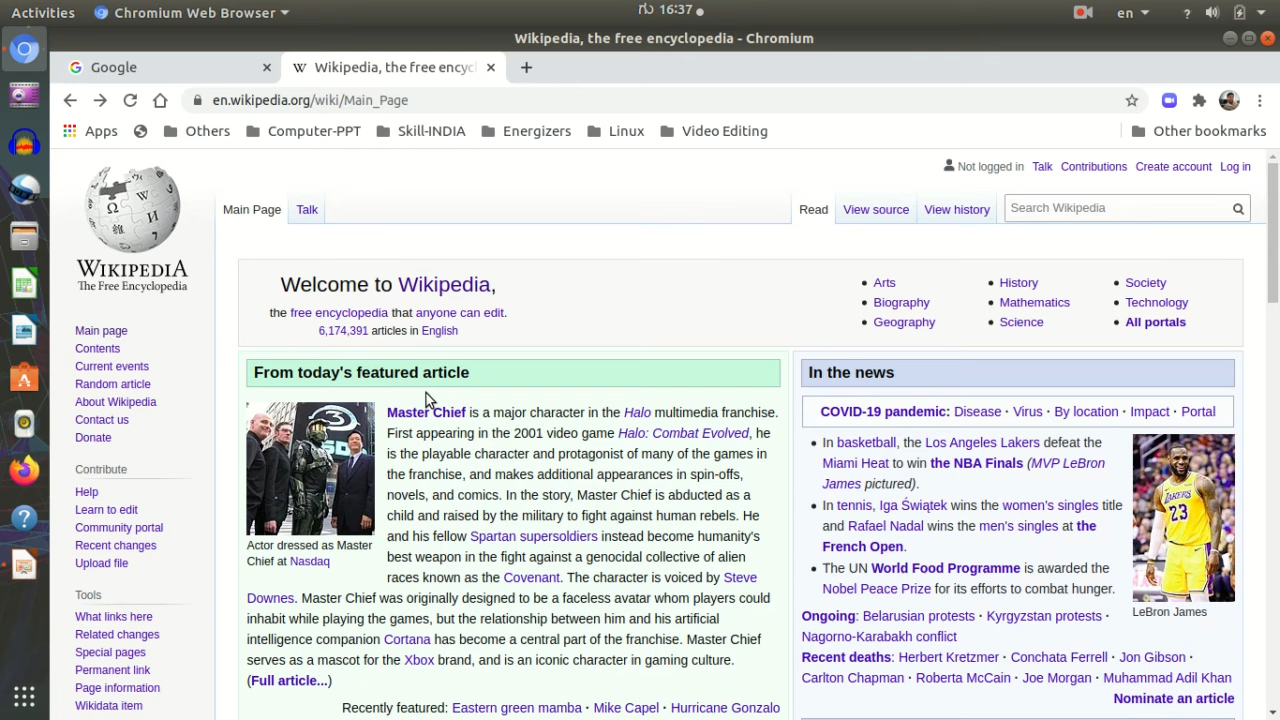 Activities Chromium Web Browser 16:37 en ?
Wikipedia, the free encyclopedia - Chromium
Google Wikipedia, the free encyc
en.wikipedia.org/wiki/Main_Page
Apps Others Computer-PPT Skill-INDIA Energizers Linux Video Editing Other bookmarks
Not logged in Talk Contributions Create account Log in
Main Page Talk Read View source View history Search Wikipedia
WIKIPEDIA
The Free Encyclopedia
Main page
Contents
Current events
Random article
About Wikipedia
Contact us
Donate
Contribute
Help
Learn to edit
Community portal
Recent changes
Upload file
Tools
What links here
Related changes
Special pages
Permanent link
Page information
Wikidata item
Welcome to Wikipedia,
the free encyclopedia that anyone can edit.
6,174,391 articles in English
• Arts
• Biography
• Geography
• History
• Mathematics
• Science
• Society
• Technology
• All portals
From today's featured article
Actor dressed as Master
Chief at Nasdaq
Master Chief is a major character in the Halo multimedia franchise.
First appearing in the 2001 video game Halo: Combat Evolved, he
is the playable character and protagonist of many of the games in
the franchise, and makes additional appearances in spin-offs,
novels, and comics. In the story, Master Chief is abducted as a
child and raised by the military to fight against human rebels. He
and his fellow Spartan supersoldiers instead become humanity's
best weapon in the fight against a genocidal collective of alien
races known as the Covenant. The character is voiced by Steve
Downes. Master Chief was originally designed to be a faceless avatar whom players could
inhabit while playing the games, but the relationship between him and his artificial
intelligence companion Cortana has become a central part of the franchise. Master Chief
serves as a mascot for the Xbox brand, and is an iconic character in gaming culture.
(Full article...)
Recently featured: Eastern green mamba · Mike Capel · Hurricane Gonzalo
In the news
COVID-19 pandemic: Disease · Virus · By location · Impact · Portal
• In basketball, the Los Angeles Lakers defeat the
Miami Heat to win the NBA Finals (MVP LeBron
James pictured).
• In tennis, Iga Świątek wins the women's singles title
and Rafael Nadal wins the men's singles at the
French Open.
• The UN World Food Programme is awarded the
Nobel Peace Prize for its efforts to combat hunger.
LAKERS
23
LeBron James
Ongoing: Belarusian protests · Kyrgyzstan protests ·
Nagorno-Karabakh conflict
Recent deaths: Herbert Kretzmer · Conchata Ferrell · Jon Gibson ·
Carlton Chapman · Roberta McCain · Joe Morgan · Muhammad Adil Khan
Nominate an article